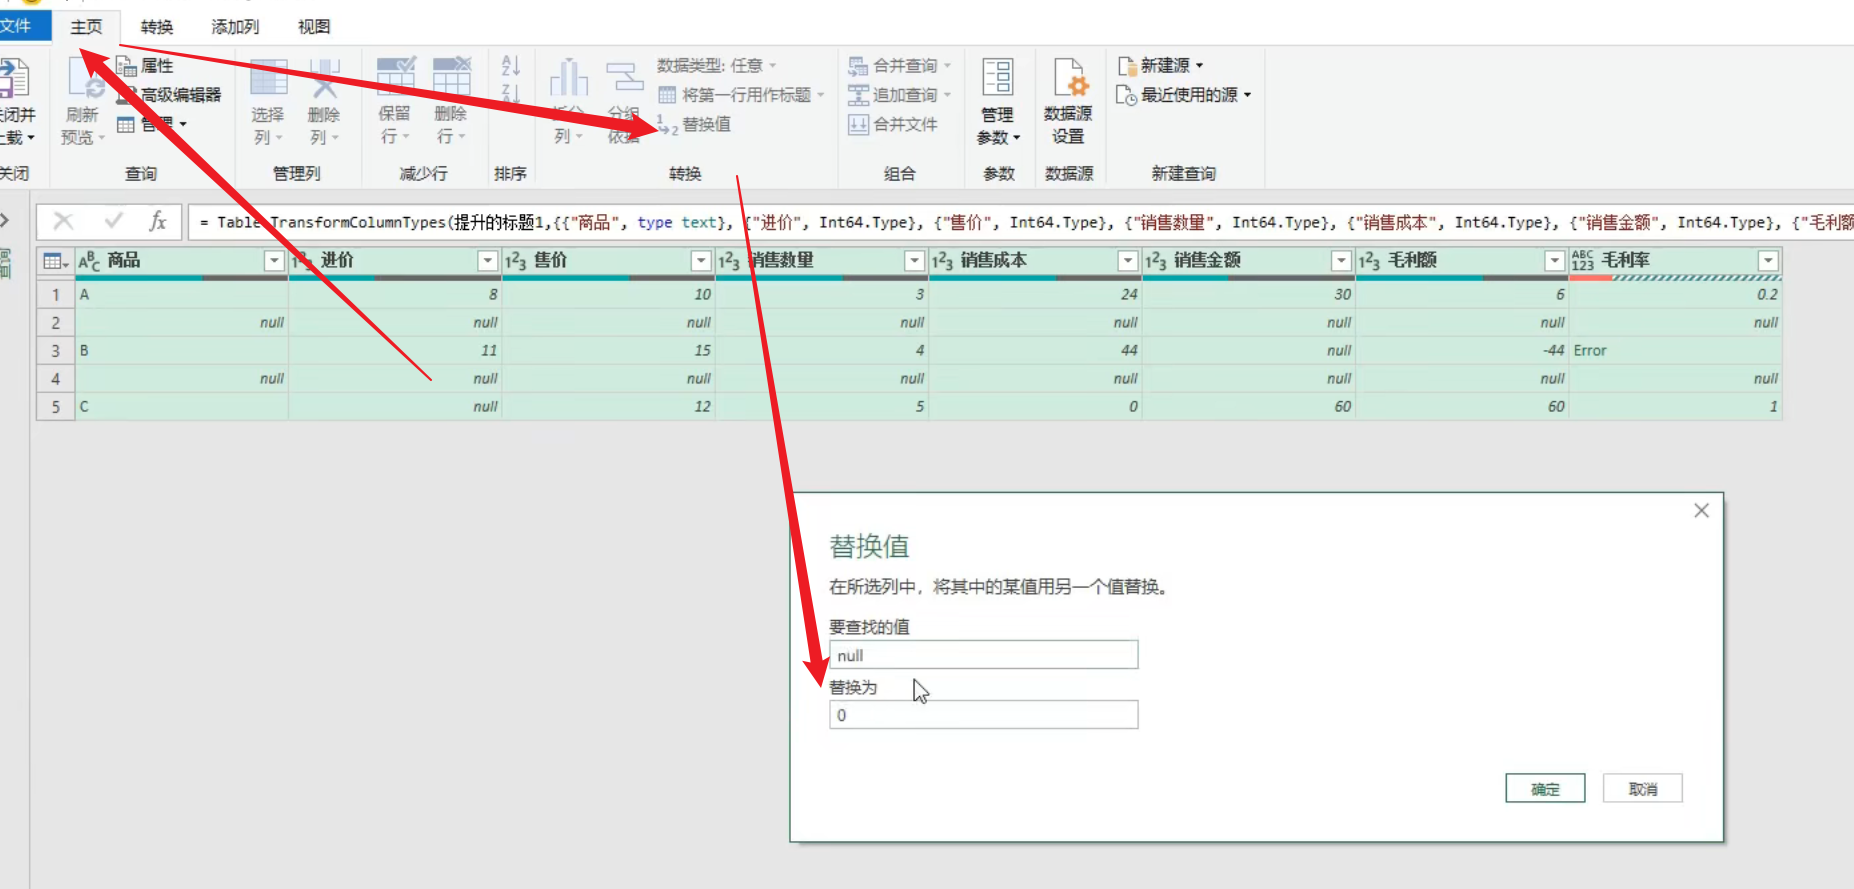 文件 主页 转换 添加列 视图
属性 数据类型: 任意 合并查询 新建源
高级编辑器 将第一行用作标题 追加查询 最近使用的源
刷新 选择 删除 保留 删除 管理 数据源
管理 替换值 合并文件
预览 列 列 行 行 列 参数 设置
关闭 查询 管理列 减少行 排序 转换 组合 参数 数据源 新建查询
fx = Table.TransformColumnTypes(提升的标题1,{{"商品", type text}, {"进价", Int64.Type}, {"售价", Int64.Type}, {"销售数量", Int64.Type}, {"销售成本", Int64.Type}, {"销售金额", Int64.Type}, {"毛利额
ABC 商品 123 进价 123 售价 123 销售数量 123 销售成本 123 销售金额 123 毛利额 ABC 123 毛利率
1 A 8 10 3 24 30 6 0.2
2 null null null null null null null null
3 B 11 15 4 44 null -44 Error
4 null null null null null null null null
5 C null 12 5 0 60 60 1
替换值
在所选列中，将其中的某值用另一个值替换。
要查找的值
null
替换为
0
确定 取消